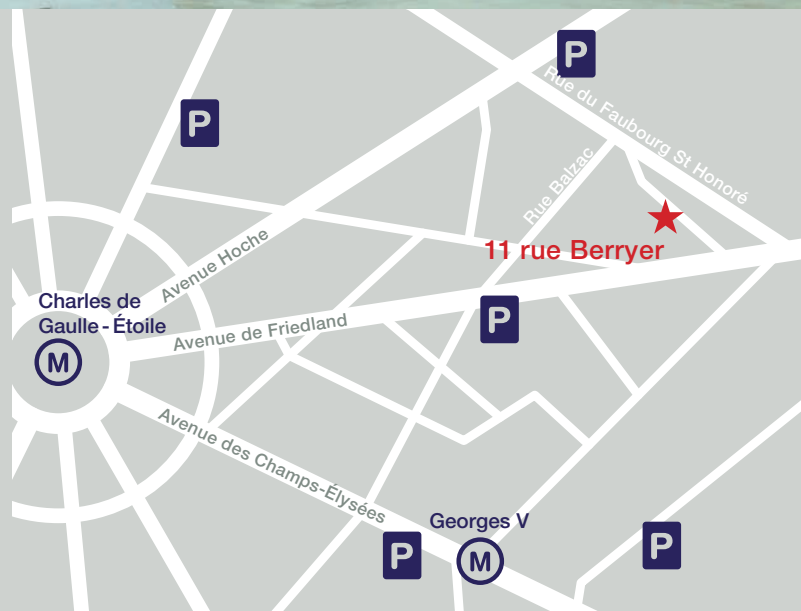 P
P
Rue du Faubourg St Honoré
Rue Balzac
11 rue Berryer
Avenue Hoche
Charles de
Gaulle-Étoile
M
Avenue de Friedland
P
Avenue des Champs-Élysées
Georges V
P
M
P